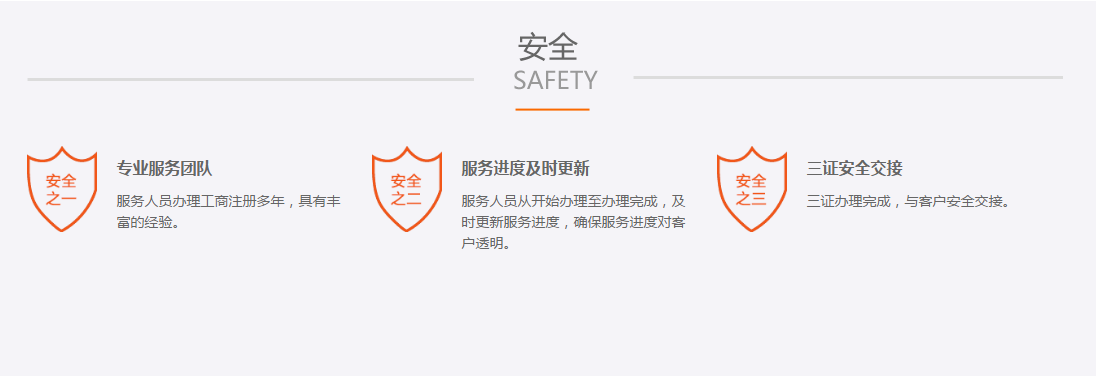 安全
SAFETY
安全
之一
专业服务团队
服务人员办理工商注册多年，具有丰
富的经验。
安全
之二
服务进度及时更新
服务人员从开始办理至办理完成，及
时更新服务进度，确保服务进度对客
户透明。
安全
之三
三证安全交接
三证办理完成，与客户安全交接。